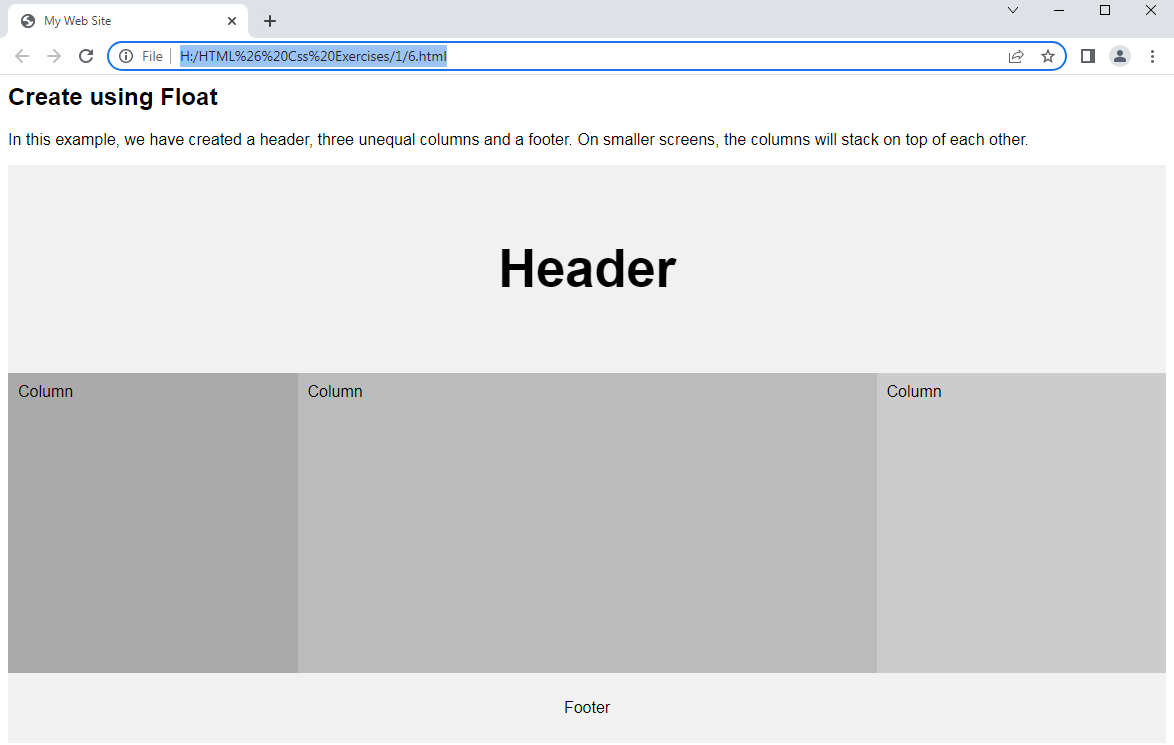 My Web Site
File
H:/HTML%26%20Css%20Exercises/1/6.html
Create using Float
In this example, we have created a header, three unequal columns and a footer. On smaller screens, the columns will stack on top of each other.
Header
Column
Column
Column
Footer